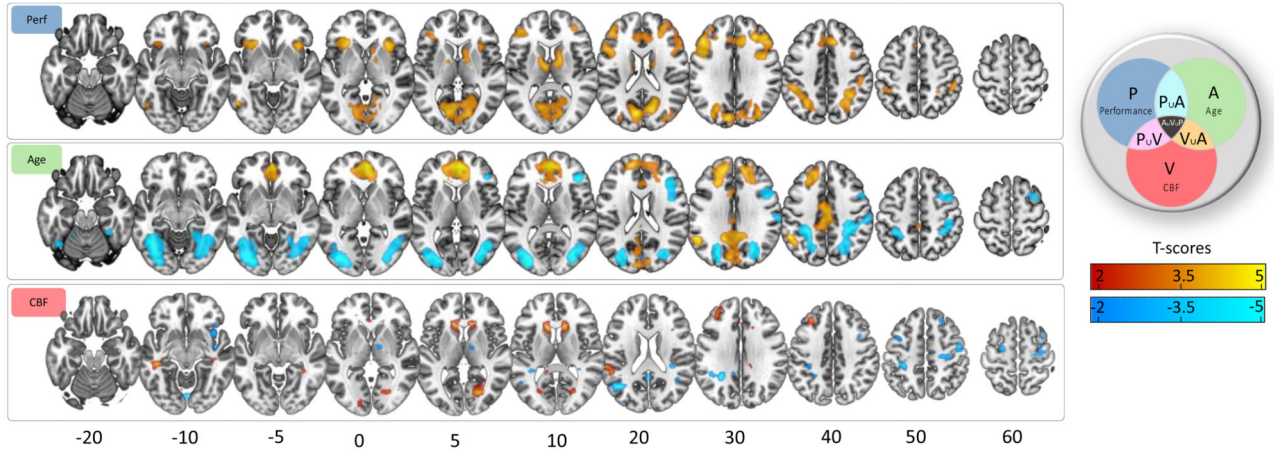 Perf
Age
CBF
-20 -10 -5 0 5 10 20 30 40 50 60
P
Performance
A
Age
P∪A
A∪V∪P
P∪V
V∪A
V
CBF
T-scores
2 3.5 5
-2 -3.5 -5